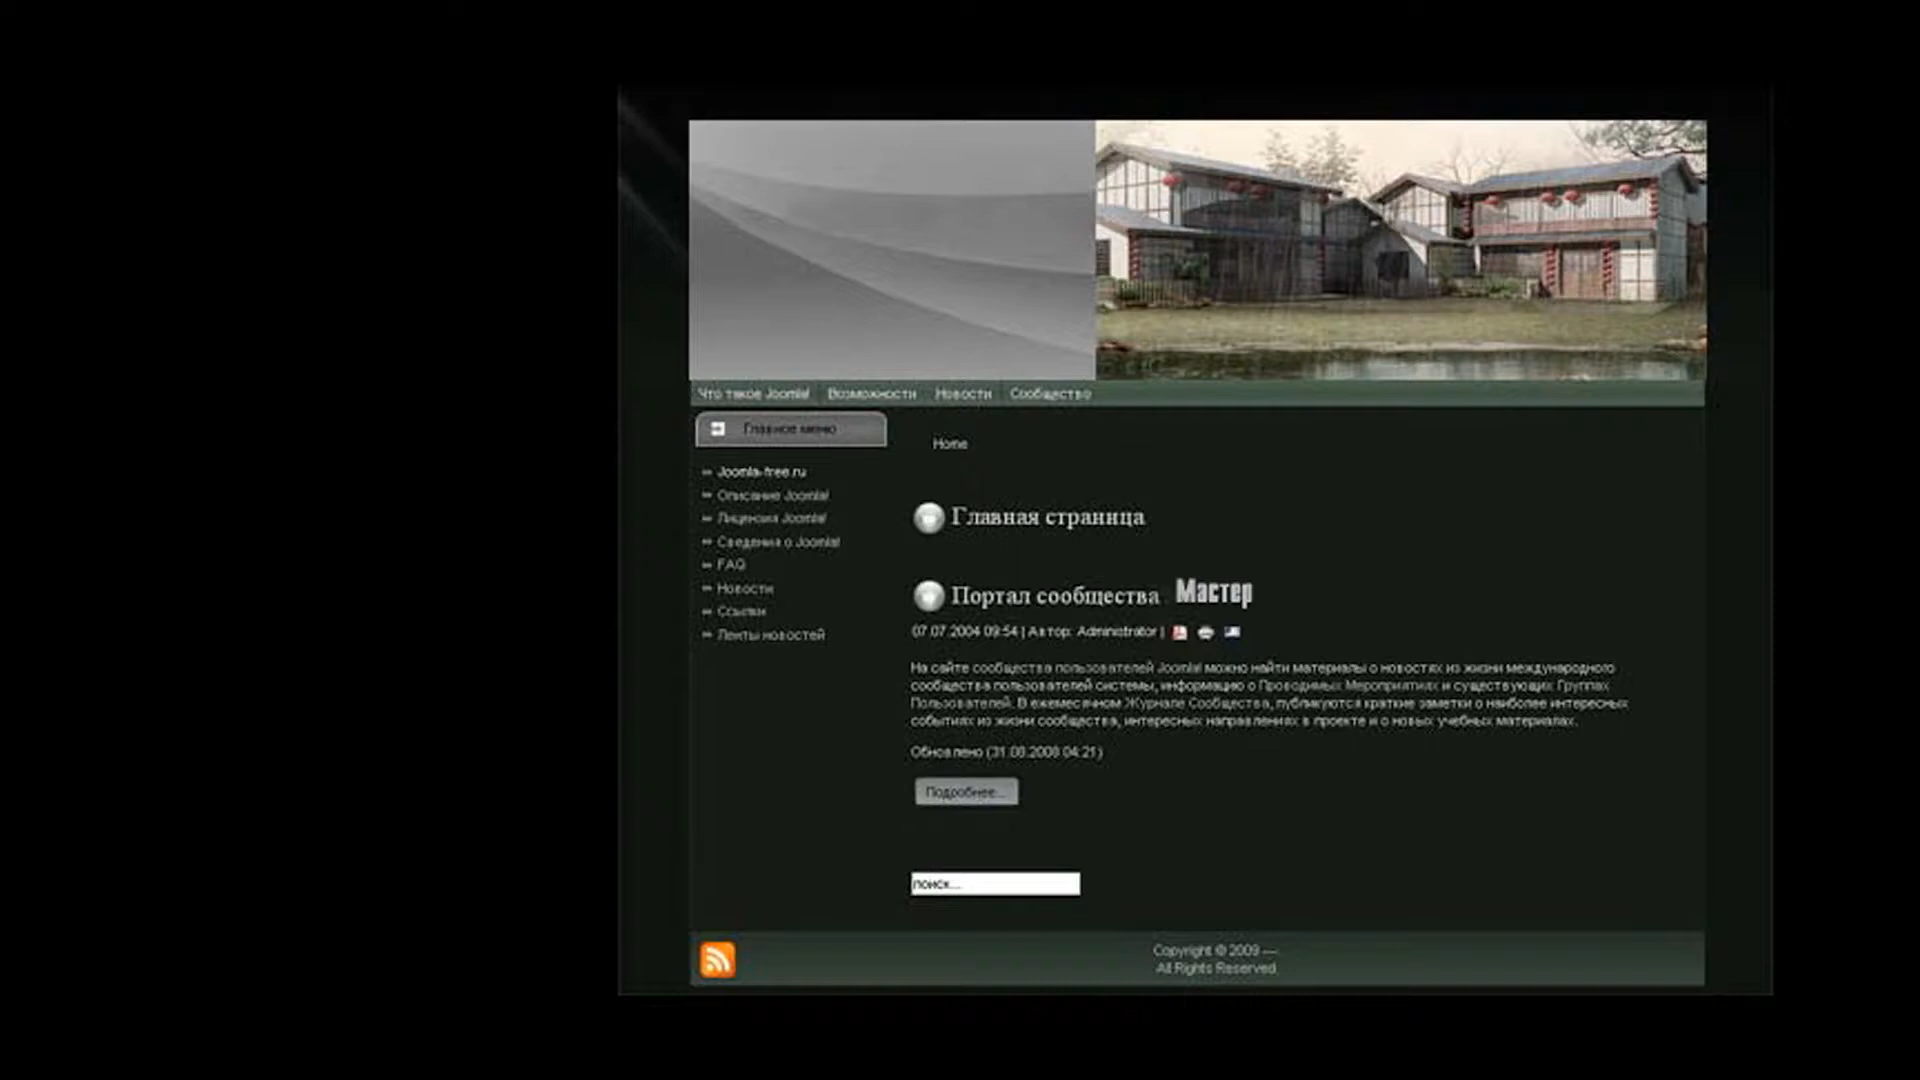 Что такое Joomla! Возможности Новости Сообщество
Главное меню
Home
Joomla-free.ru
Описание Joomla!
Лицензия Joomla!
Сведения о Joomla!
FAQ
Новости
Ссылки
Ленты новостей
Главная страница
Портал сообщества Мастер
07.07.2004 09:54 | Автор: Administrator |
На сайте сообщества пользователей Joomla! можно найти материалы о новостях из жизни международного
сообщества пользователей системы, информацию о Проводимых Мероприятиях и существующих Группах
Пользователей. В ежемесячном Журнале Сообщества, публикуются краткие заметки о наиболее интересных
событиях из жизни сообщества, интересных направлениях в проекте и о новых учебных материалах.
Обновлено (31.08.2008 04:21)
Подробнее...
поиск...
Copyright © 2009 ---
All Rights Reserved